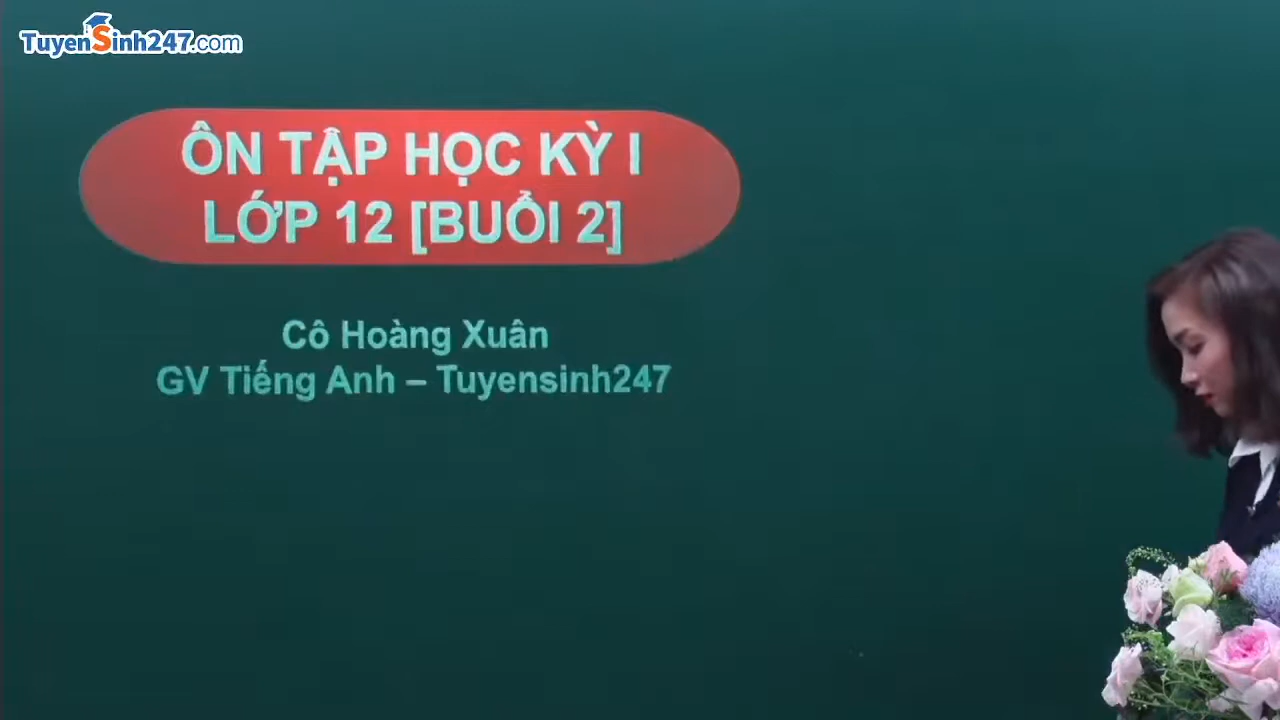 TuyenSinh247.com
ÔN TẬP HỌC KỲ I
LỚP 12 [BUỔI 2]
Cô Hoàng Xuân
GV Tiếng Anh – Tuyensinh247